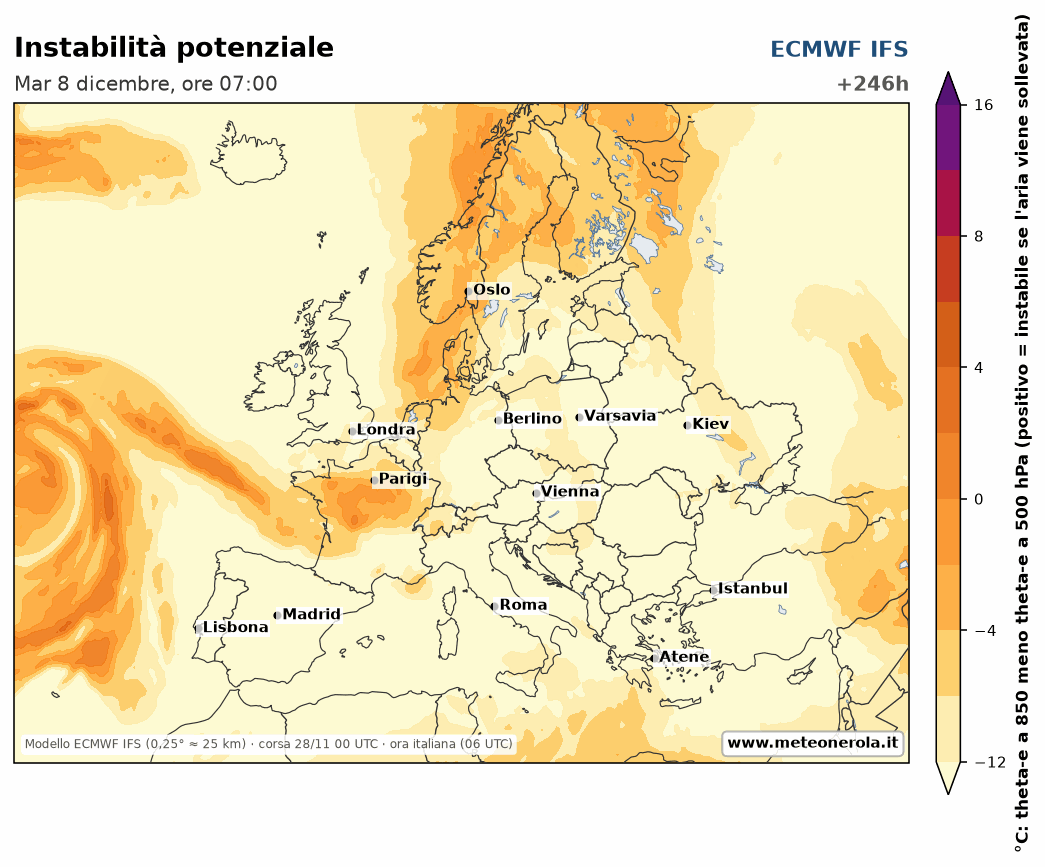 Instabilità potenziale
ECMWF IFS
Mar 8 dicembre, ore 07:00
+246h
16
8
4
0
−4
−12
°C: theta-e a 850 meno theta-e a 500 hPa (positivo = instabile se l'aria viene sollevata)
Oslo
Berlino
Varsavia
Kiev
Londra
Parigi
Vienna
Istanbul
Roma
Madrid
Lisbona
Atene
Modello ECMWF IFS (0,25° ≈ 25 km) · corsa 28/11 00 UTC · ora italiana (06 UTC)
www.meteonerola.it